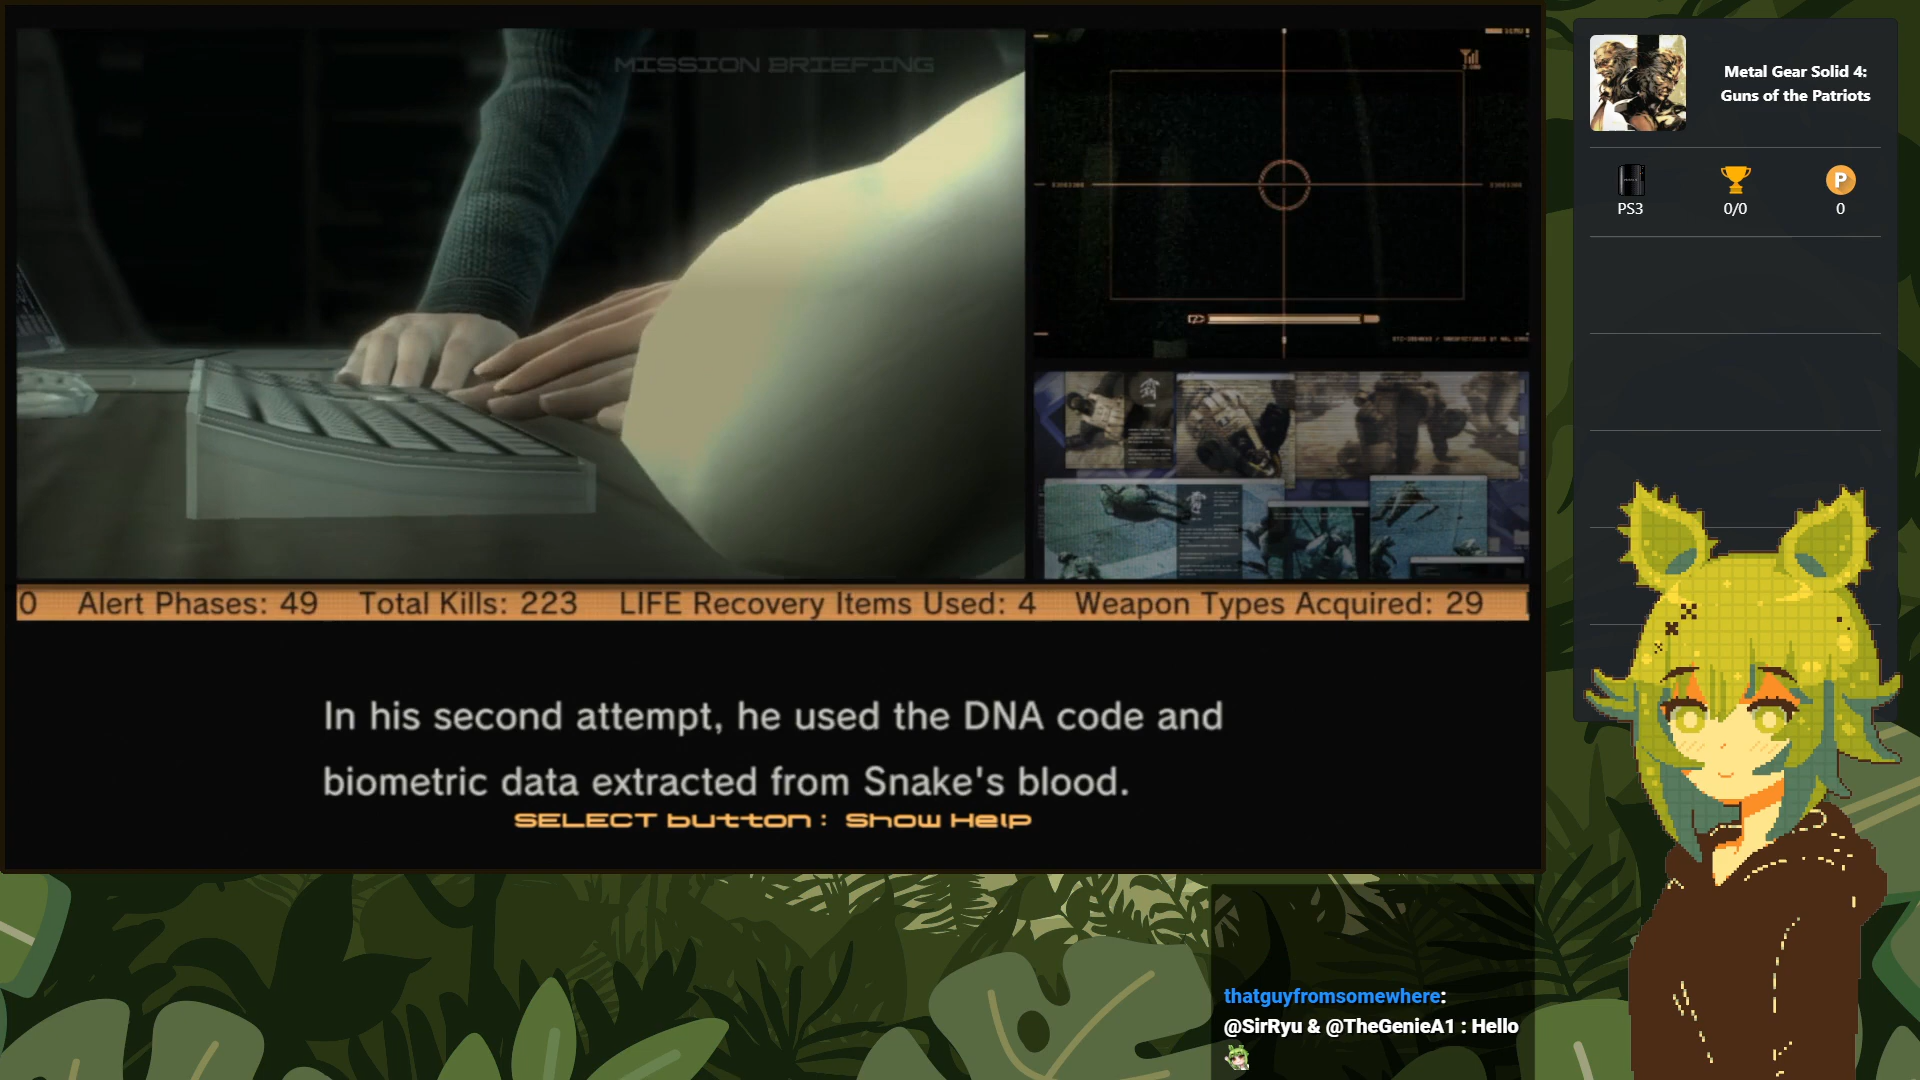 MISSION BRIEFING
0 Alert Phases: 49 Total Kills: 223 LIFE Recovery Items Used: 4 Weapon Types Acquired: 29
In his second attempt, he used the DNA code and
biometric data extracted from Snake's blood.
SELECT button : Show Help
Metal Gear Solid 4:
Guns of the Patriots
P
PS3 0/0 0
thatguyfromsomewhere:
@SirRyu & @TheGenieA1 : Hello